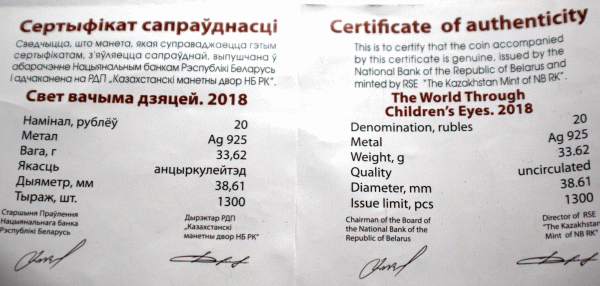 Сертыфікат сапраўднасці
Сведчыцца, што манета, якая суправаджаецца гэтым
сертыфікатам, з'яўляецца сапраўднай, выпушчана ў
абарачэнне Нацыянальным банкам Рэспублікі Беларусь
і адчаканена на РДП „Казахстанскі манетны двор НБ РК“.
Свет вачыма дзяцей. 2018
Намінал, рублёў 20
Метал Ag 925
Вага, г 33,62
Якасць анцыркулейтэд
Дыяметр, мм 38,61
Тыраж, шт. 1300
Старшыня Праўлення
Нацыянальнага банка
Рэспублікі Беларусь
Дырэктар РДП
„Казахстанскі
манетны двор НБ РК“
Certificate of authenticity
This is to certify that the coin accompanied
by this certificate is genuine, issued by the
National Bank of the Republic of Belarus and
minted by RSE "The Kazakhstan Mint of NB RK".
The World Through
Children's Eyes. 2018
Denomination, rubles 20
Metal Ag 925
Weight, g 33.62
Quality uncirculated
Diameter, mm 38.61
Issue limit, pcs 1300
Chairman of the Board of
the National Bank of the
Republic of Belarus
Director of RSE
"The Kazakhstan
Mint of NB RK"